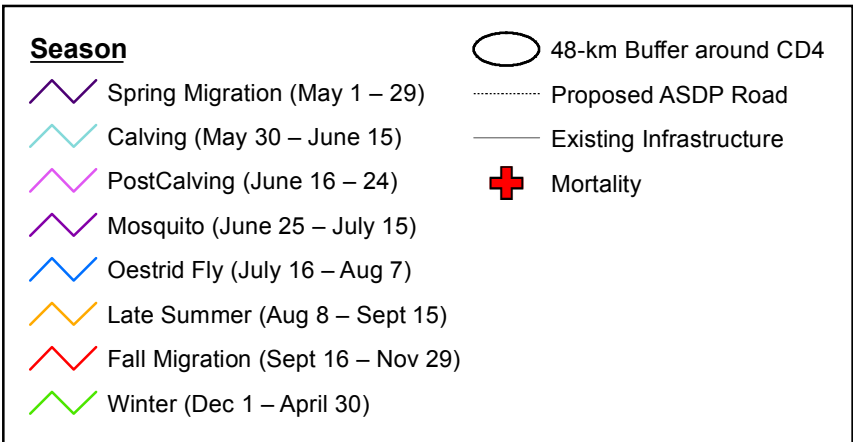 Season
Spring Migration (May 1 – 29)
Calving (May 30 – June 15)
PostCalving (June 16 – 24)
Mosquito (June 25 – July 15)
Oestrid Fly (July 16 – Aug 7)
Late Summer (Aug 8 – Sept 15)
Fall Migration (Sept 16 – Nov 29)
Winter (Dec 1 – April 30)
48-km Buffer around CD4
Proposed ASDP Road
Existing Infrastructure
Mortality